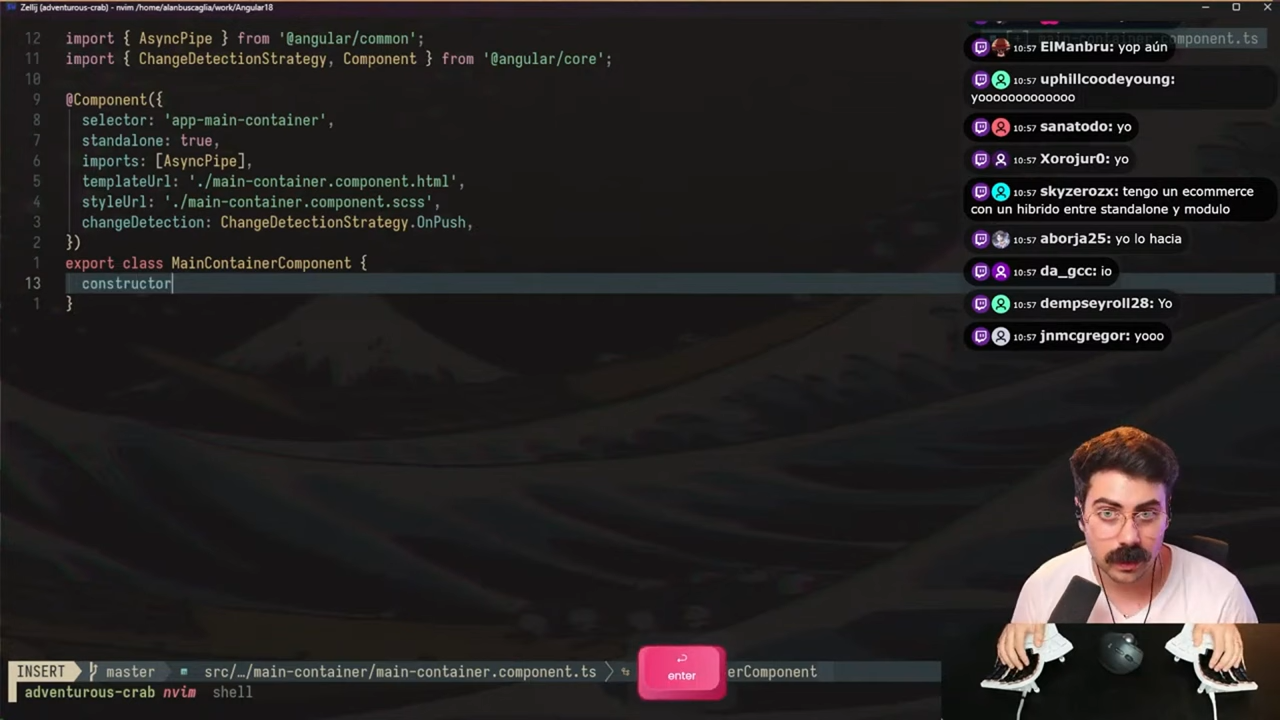 Zellij (adventurous-crab) - nvim /home/alanbuscaglia/work/Angular18
12 import { AsyncPipe } from '@angular/common';
11 import { ChangeDetectionStrategy, Component } from '@angular/core';
10
9 @Component({
8 selector: 'app-main-container',
7 standalone: true,
6 imports: [AsyncPipe],
5 templateUrl: './main-container.component.html',
4 styleUrl: './main-container.component.scss',
3 changeDetection: ChangeDetectionStrategy.OnPush,
2 })
1 export class MainContainerComponent {
13 constructor
1 }
[+] main-container.component.ts
10:57 ElManbru: yop aún
10:57 uphillcoodeyoung:
yooooooooooooo
10:57 sanatodo: yo
10:57 Xorojur0: yo
10:57 skyzerozx: tengo un ecommerce
con un hibrido entre standalone y modulo
10:57 aborja25: yo lo hacia
10:57 da_gcc: io
10:57 dempseyroll28: Yo
10:57 jnmcgregor: yooo
INSERT master src/…/main-container/main-container.component.ts erComponent
enter
adventurous-crab nvim shell